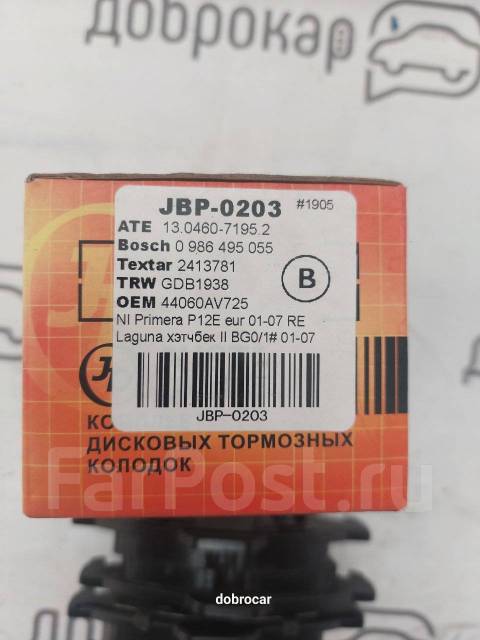 доброкар
JBP-0203 #1905
ATE 13.0460-7195.2
Bosch 0 986 495 055
Textar 2413781
TRW GDB1938
OEM 44060AV725
B
NI Primera P12E eur 01-07 RE
Laguna хэтчбек II BG0/1# 01-07
JBP-0203
КО
ДИСКОВЫХ ТОРМОЗНЫХ
КОЛОДОК
FarPost.ru
dobrocar